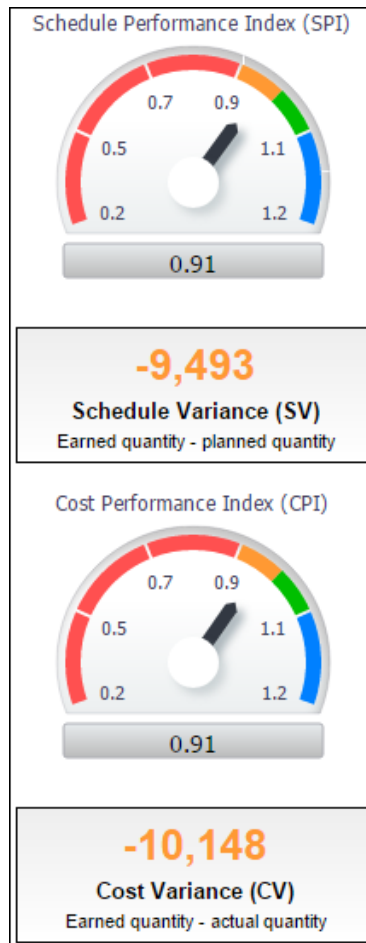 Schedule Performance Index (SPI)
0.7 0.9
0.5 1.1
0.2 1.2
0.91
-9,493
Schedule Variance (SV)
Earned quantity - planned quantity
Cost Performance Index (CPI)
0.7 0.9
0.5 1.1
0.2 1.2
0.91
-10,148
Cost Variance (CV)
Earned quantity - actual quantity